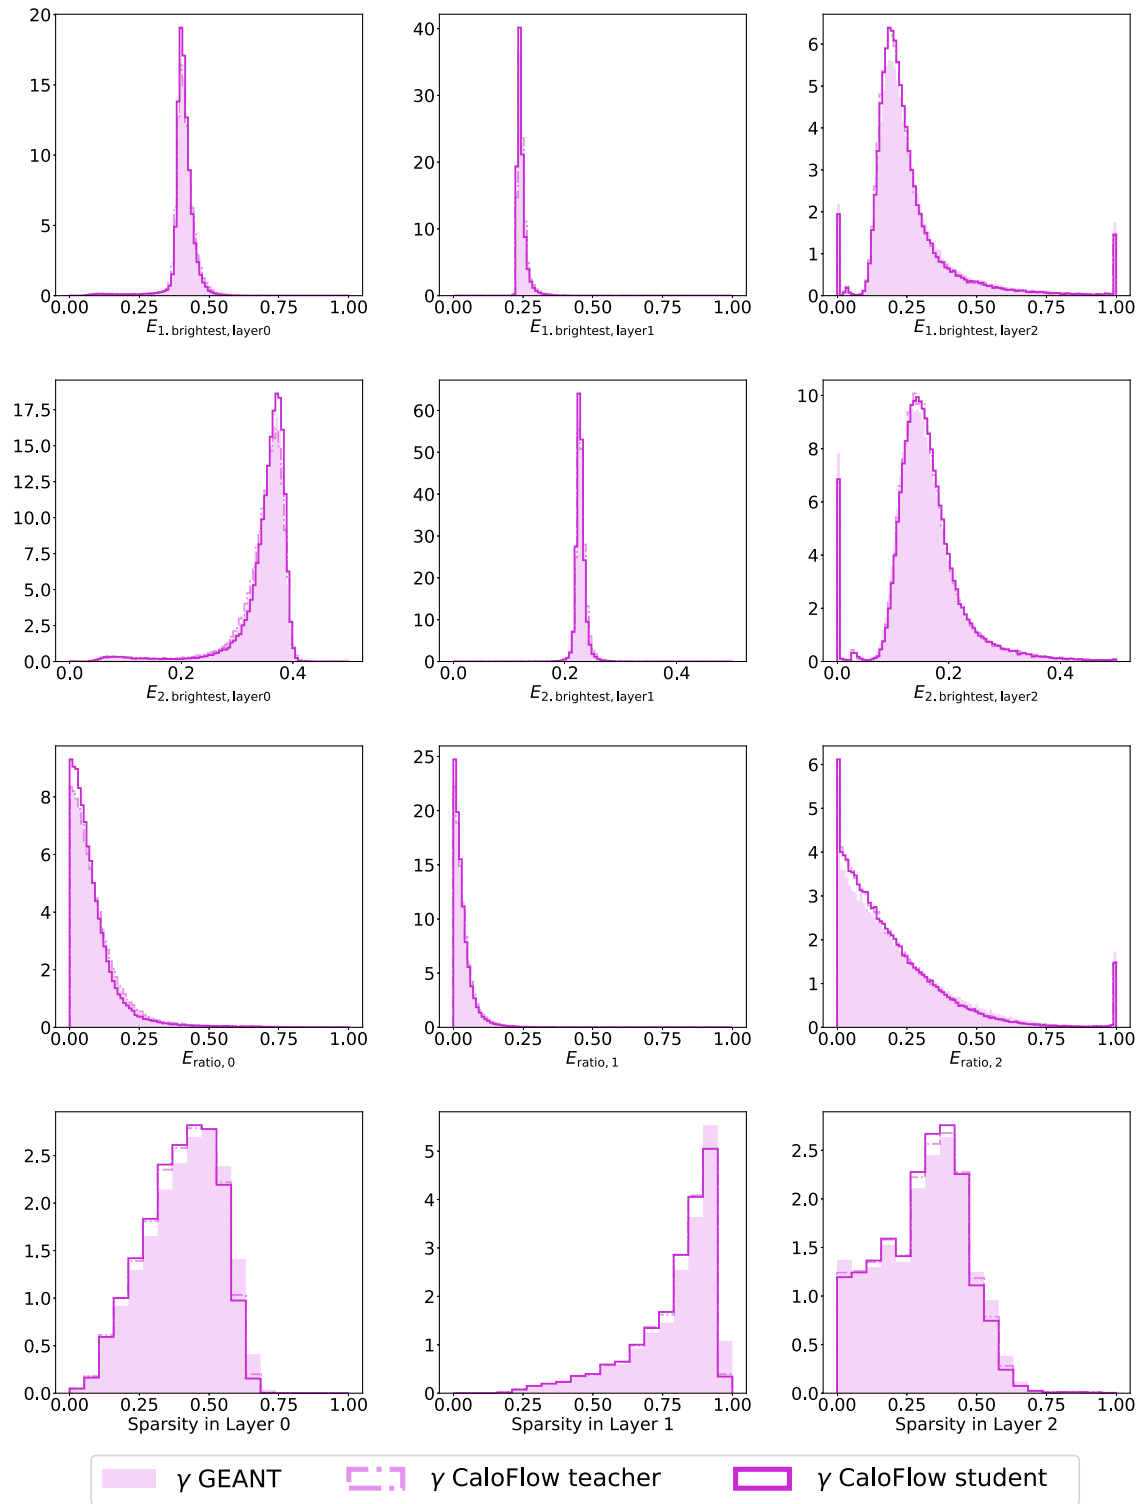 20
15
10
5
0
0.00 0.25 0.50 0.75 1.00
E1. brightest, layer0
40
30
20
10
0
0.00 0.25 0.50 0.75 1.00
E1. brightest, layer1
6
5
4
3
2
1
0
0.00 0.25 0.50 0.75 1.00
E1. brightest, layer2
17.5
15.0
12.5
10.0
7.5
5.0
2.5
0.0
0.0 0.2 0.4
E2. brightest, layer0
60
50
40
30
20
10
0
0.0 0.2 0.4
E2. brightest, layer1
10
8
6
4
2
0
0.0 0.2 0.4
E2. brightest, layer2
8
6
4
2
0
0.00 0.25 0.50 0.75 1.00
Eratio, 0
25
20
15
10
5
0
0.00 0.25 0.50 0.75 1.00
Eratio, 1
6
5
4
3
2
1
0
0.00 0.25 0.50 0.75 1.00
Eratio, 2
2.5
2.0
1.5
1.0
0.5
0.0
0.00 0.25 0.50 0.75 1.00
Sparsity in Layer 0
5
4
3
2
1
0
0.00 0.25 0.50 0.75 1.00
Sparsity in Layer 1
2.5
2.0
1.5
1.0
0.5
0.0
0.00 0.25 0.50 0.75 1.00
Sparsity in Layer 2
γ GEANT γ CaloFlow teacher γ CaloFlow student